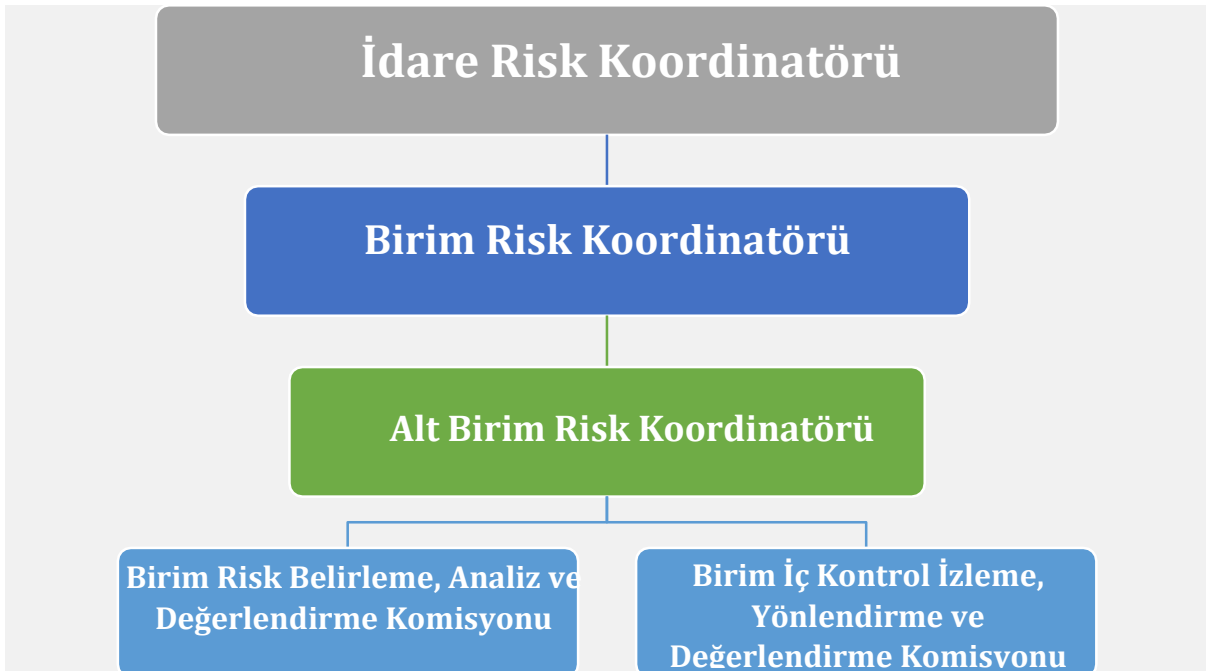 İdare Risk Koordinatörü
Birim Risk Koordinatörü
Alt Birim Risk Koordinatörü
Birim Risk Belirleme, Analiz ve
Değerlendirme Komisyonu
Birim İç Kontrol İzleme,
Yönlendirme ve
Değerlendirme Komisyonu